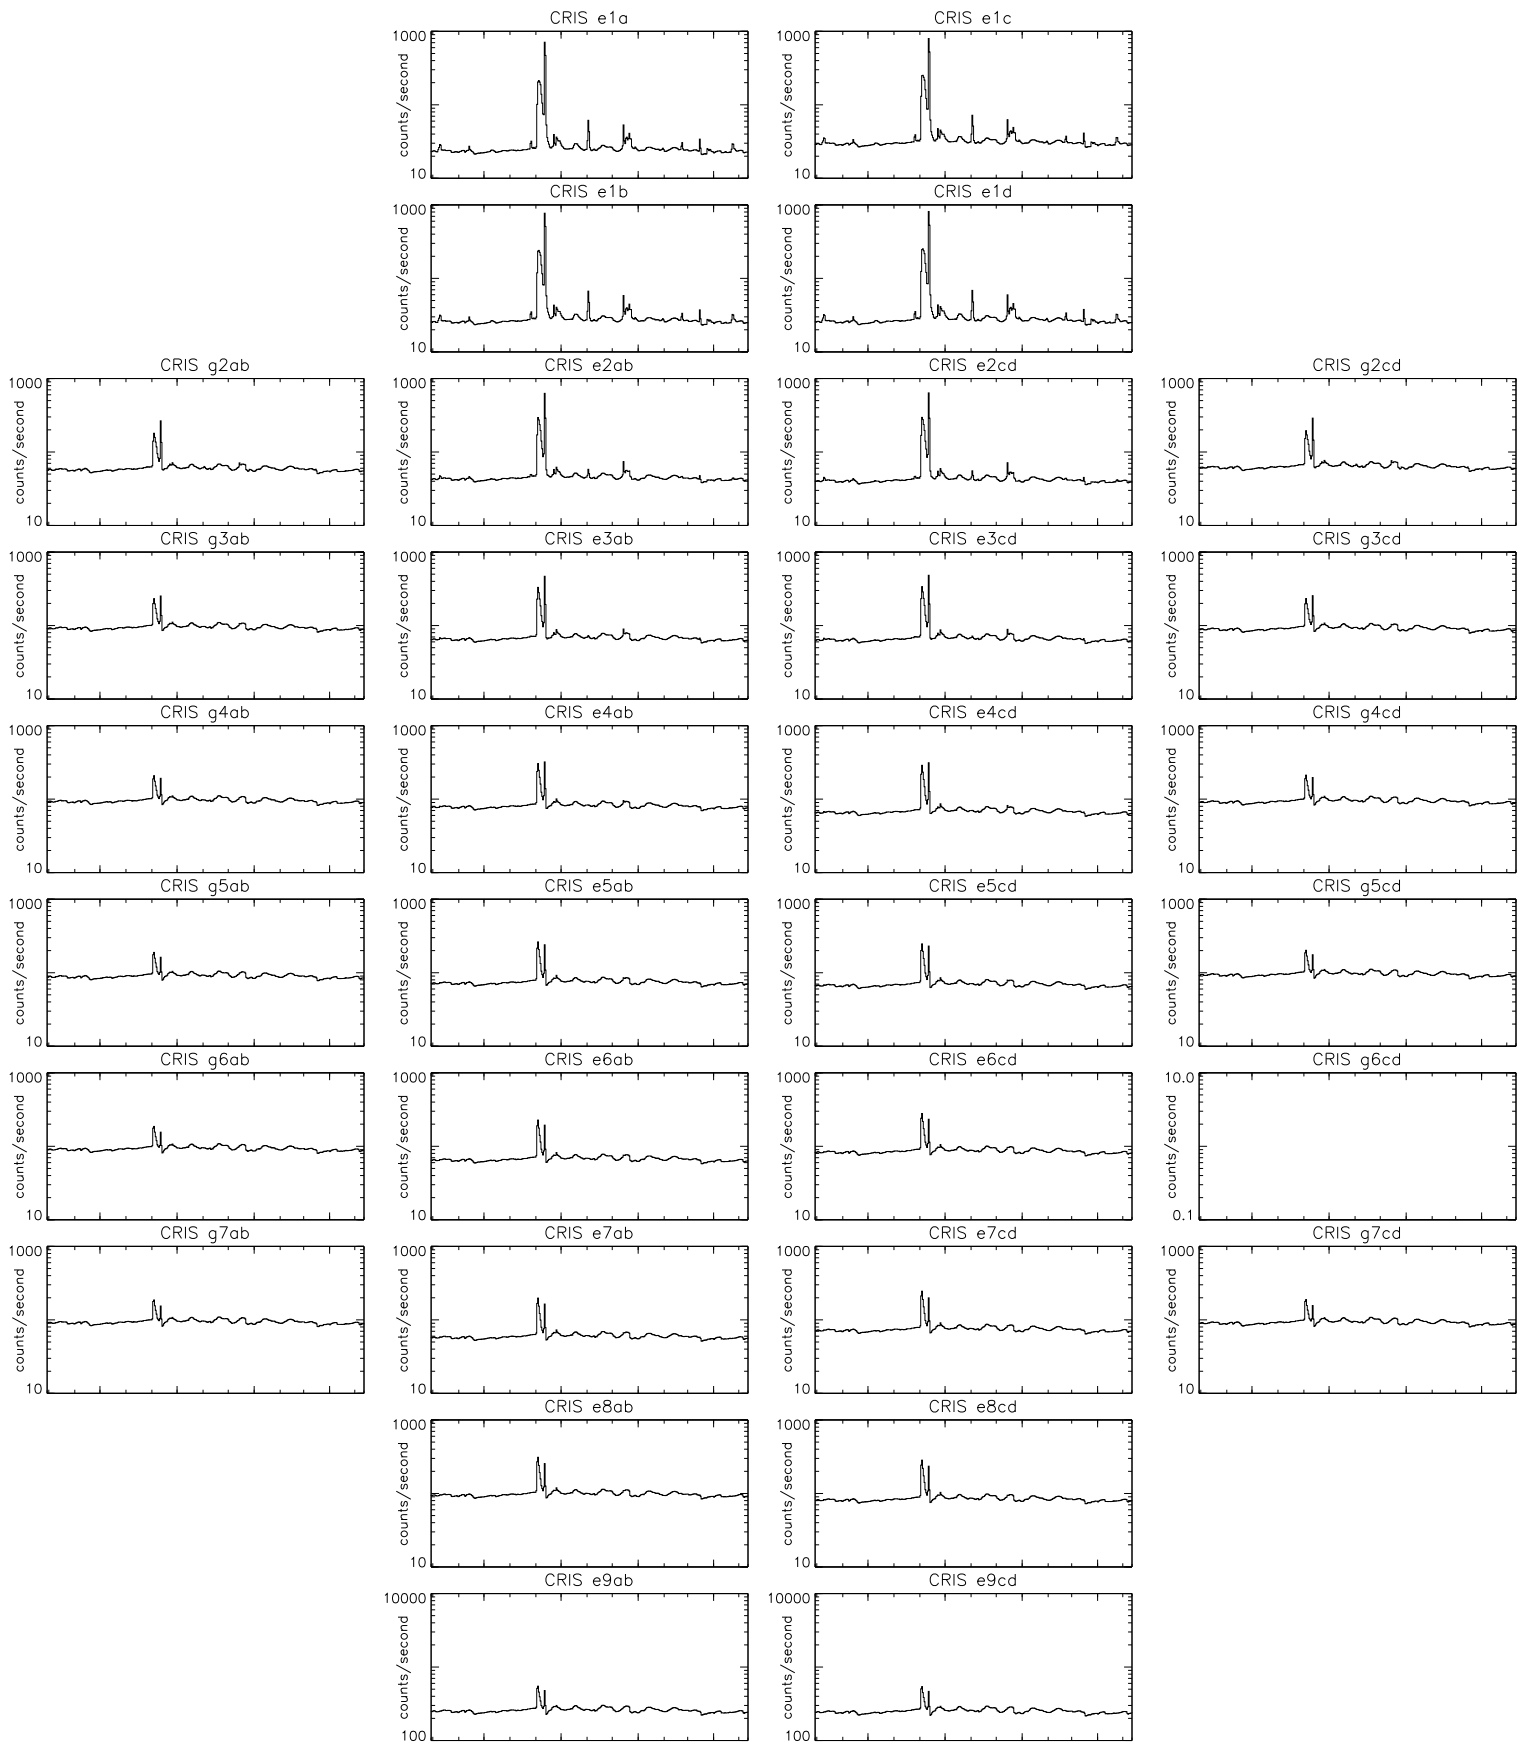 CRIS e1a CRIS e1c
1000 1000
counts/second counts/second
10 10
CRIS e1b CRIS e1d
1000 1000
counts/second counts/second
10 10
CRIS g2ab CRIS e2ab CRIS e2cd CRIS g2cd
1000 1000 1000 1000
counts/second counts/second counts/second counts/second
10 10 10 10
CRIS g3ab CRIS e3ab CRIS e3cd CRIS g3cd
1000 1000 1000 1000
counts/second counts/second counts/second counts/second
10 10 10 10
CRIS g4ab CRIS e4ab CRIS e4cd CRIS g4cd
1000 1000 1000 1000
counts/second counts/second counts/second counts/second
10 10 10 10
CRIS g5ab CRIS e5ab CRIS e5cd CRIS g5cd
1000 1000 1000 1000
counts/second counts/second counts/second counts/second
10 10 10 10
CRIS g6ab CRIS e6ab CRIS e6cd CRIS g6cd
1000 1000 1000 10.0
counts/second counts/second counts/second counts/second
10 10 10 0.1
CRIS g7ab CRIS e7ab CRIS e7cd CRIS g7cd
1000 1000 1000 1000
counts/second counts/second counts/second counts/second
10 10 10 10
CRIS e8ab CRIS e8cd
1000 1000
counts/second counts/second
10 10
CRIS e9ab CRIS e9cd
10000 10000
counts/second counts/second
100 100